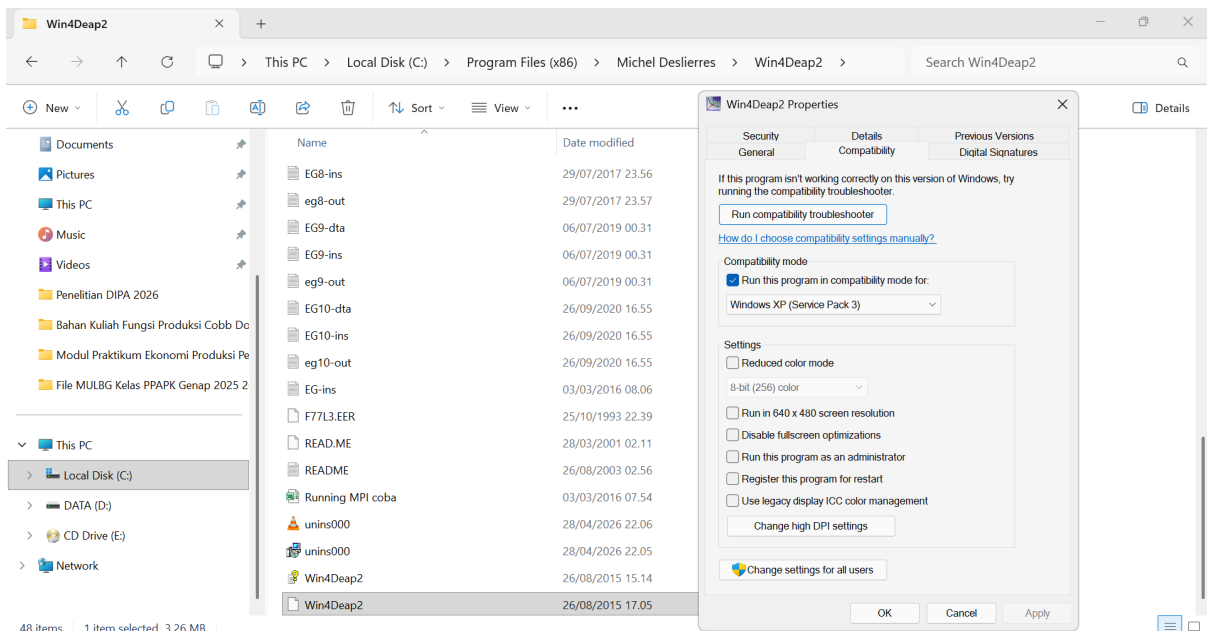 Win4Deap2
This PC > Local Disk (C:) > Program Files (x86) > Michel Deslierres > Win4Deap2 >
Search Win4Deap2
New
Sort
View
Details
Documents
Pictures
This PC
Music
Videos
Penelitian DIPA 2026
Bahan Kuliah Fungsi Produksi Cobb Do
Modul Praktikum Ekonomi Produksi Pe
File MULBG Kelas PPAPK Genap 2025 2
This PC
Local Disk (C:)
DATA (D:)
CD Drive (E:)
Network
Name Date modified
EG8-ins 29/07/2017 23.56
eg8-out 29/07/2017 23.57
EG9-dta 06/07/2019 00.31
EG9-ins 06/07/2019 00.31
eg9-out 06/07/2019 00.31
EG10-dta 26/09/2020 16.55
EG10-ins 26/09/2020 16.55
eg10-out 26/09/2020 16.55
EG-ins 03/03/2016 08.06
F77L3.EER 25/10/1993 22.39
READ.ME 28/03/2001 02.11
README 26/08/2003 02.56
Running MPI coba 03/03/2016 07.54
unins000 28/04/2026 22.06
unins000 28/04/2026 22.05
Win4Deap2 26/08/2015 15.14
Win4Deap2 26/08/2015 17.05
48 items 1 item selected 3.26 MB
Win4Deap2 Properties
Security Details Previous Versions
General Compatibility Digital Signatures
If this program isn't working correctly on this version of Windows, try
running the compatibility troubleshooter.
Run compatibility troubleshooter
How do I choose compatibility settings manually?
Compatibility mode
Run this program in compatibility mode for:
Windows XP (Service Pack 3)
Settings
Reduced color mode
8-bit (256) color
Run in 640 x 480 screen resolution
Disable fullscreen optimizations
Run this program as an administrator
Register this program for restart
Use legacy display ICC color management
Change high DPI settings
Change settings for all users
OK Cancel Apply